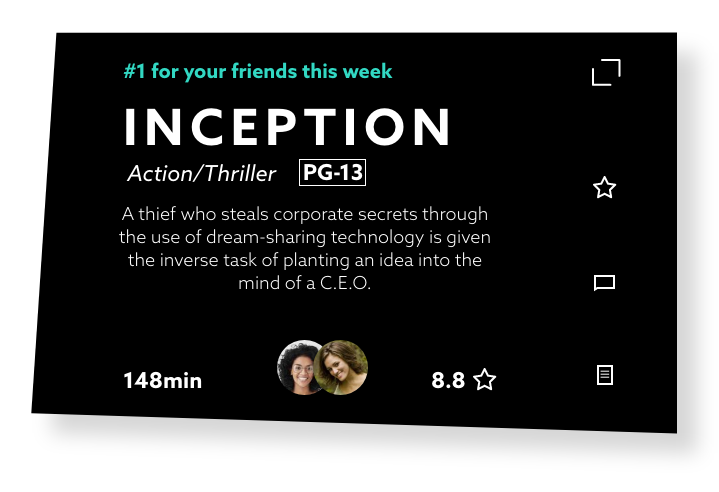 #1 for your friends this week
INCEPTION
Action/Thriller PG-13
A thief who steals corporate secrets through
the use of dream-sharing technology is given
the inverse task of planting an idea into the
mind of a C.E.O.
148min 8.8